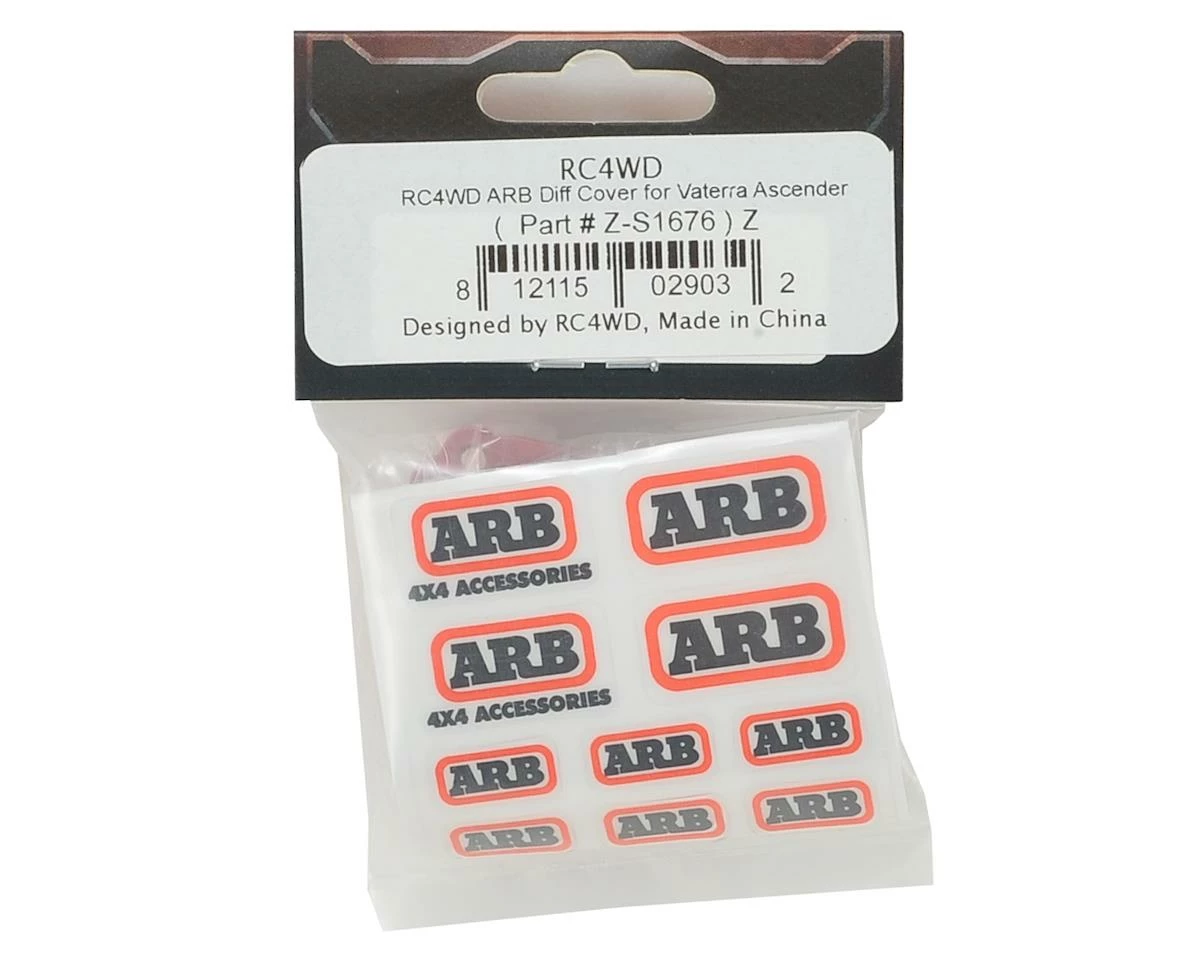 RC4WD
RC4WD ARB Diff Cover for Vaterra Ascender
( Part # Z-S1676 ) Z
8 12115 02903 2
Designed by RC4WD, Made in China
ARB ARB
4X4 ACCESSORIES
ARB ARB
4X4 ACCESSORIES
ARB ARB ARB
ARB ARB ARB